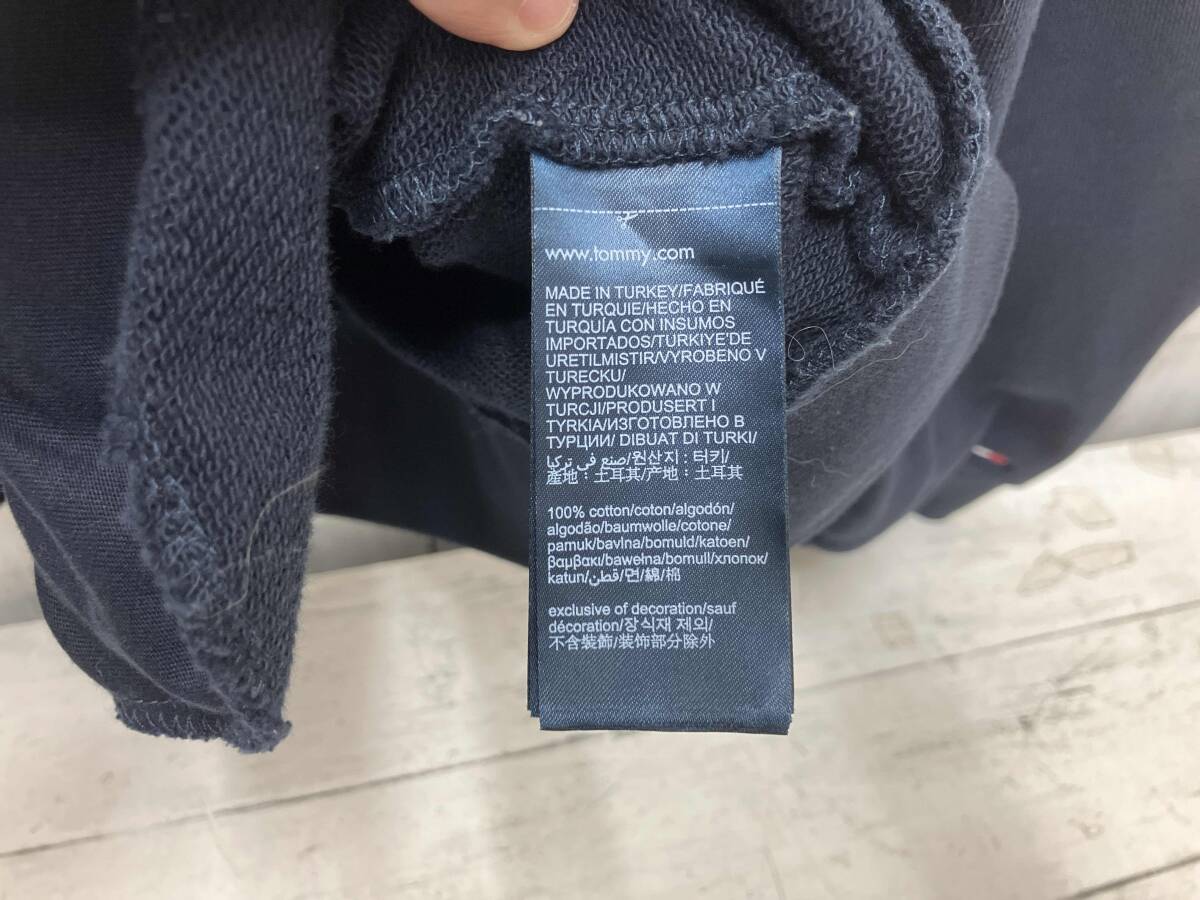 www.tommy.com
MADE IN TURKEY/FABRIQUÉ
EN TURQUIE/HECHO EN
TURQUÍA CON INSUMOS
IMPORTADOS/TURKIYE'DE
URETILMISTIR/VYROBENO V
TURECKU/
WYPRODUKOWANO W
TURCJI/PRODUSERT I
TYRKIA/ИЗГОТОВЛЕНО В
ТУРЦИИ/ DIBUAT DI TURKI/
صنع في تركيا/원산지 : 터키/
產地 : 土耳其/产地 : 土耳其
100% cotton/coton/algodón/
algodão/baumwolle/cotone/
pamuk/bavlna/bomuld/katoen/
βαμβακι/bawełna/bomull/хлопок/
katun/قطن/면/綿/棉
exclusive of decoration/sauf
décoration/장식재 제외/
不含裝飾/装饰部分除外